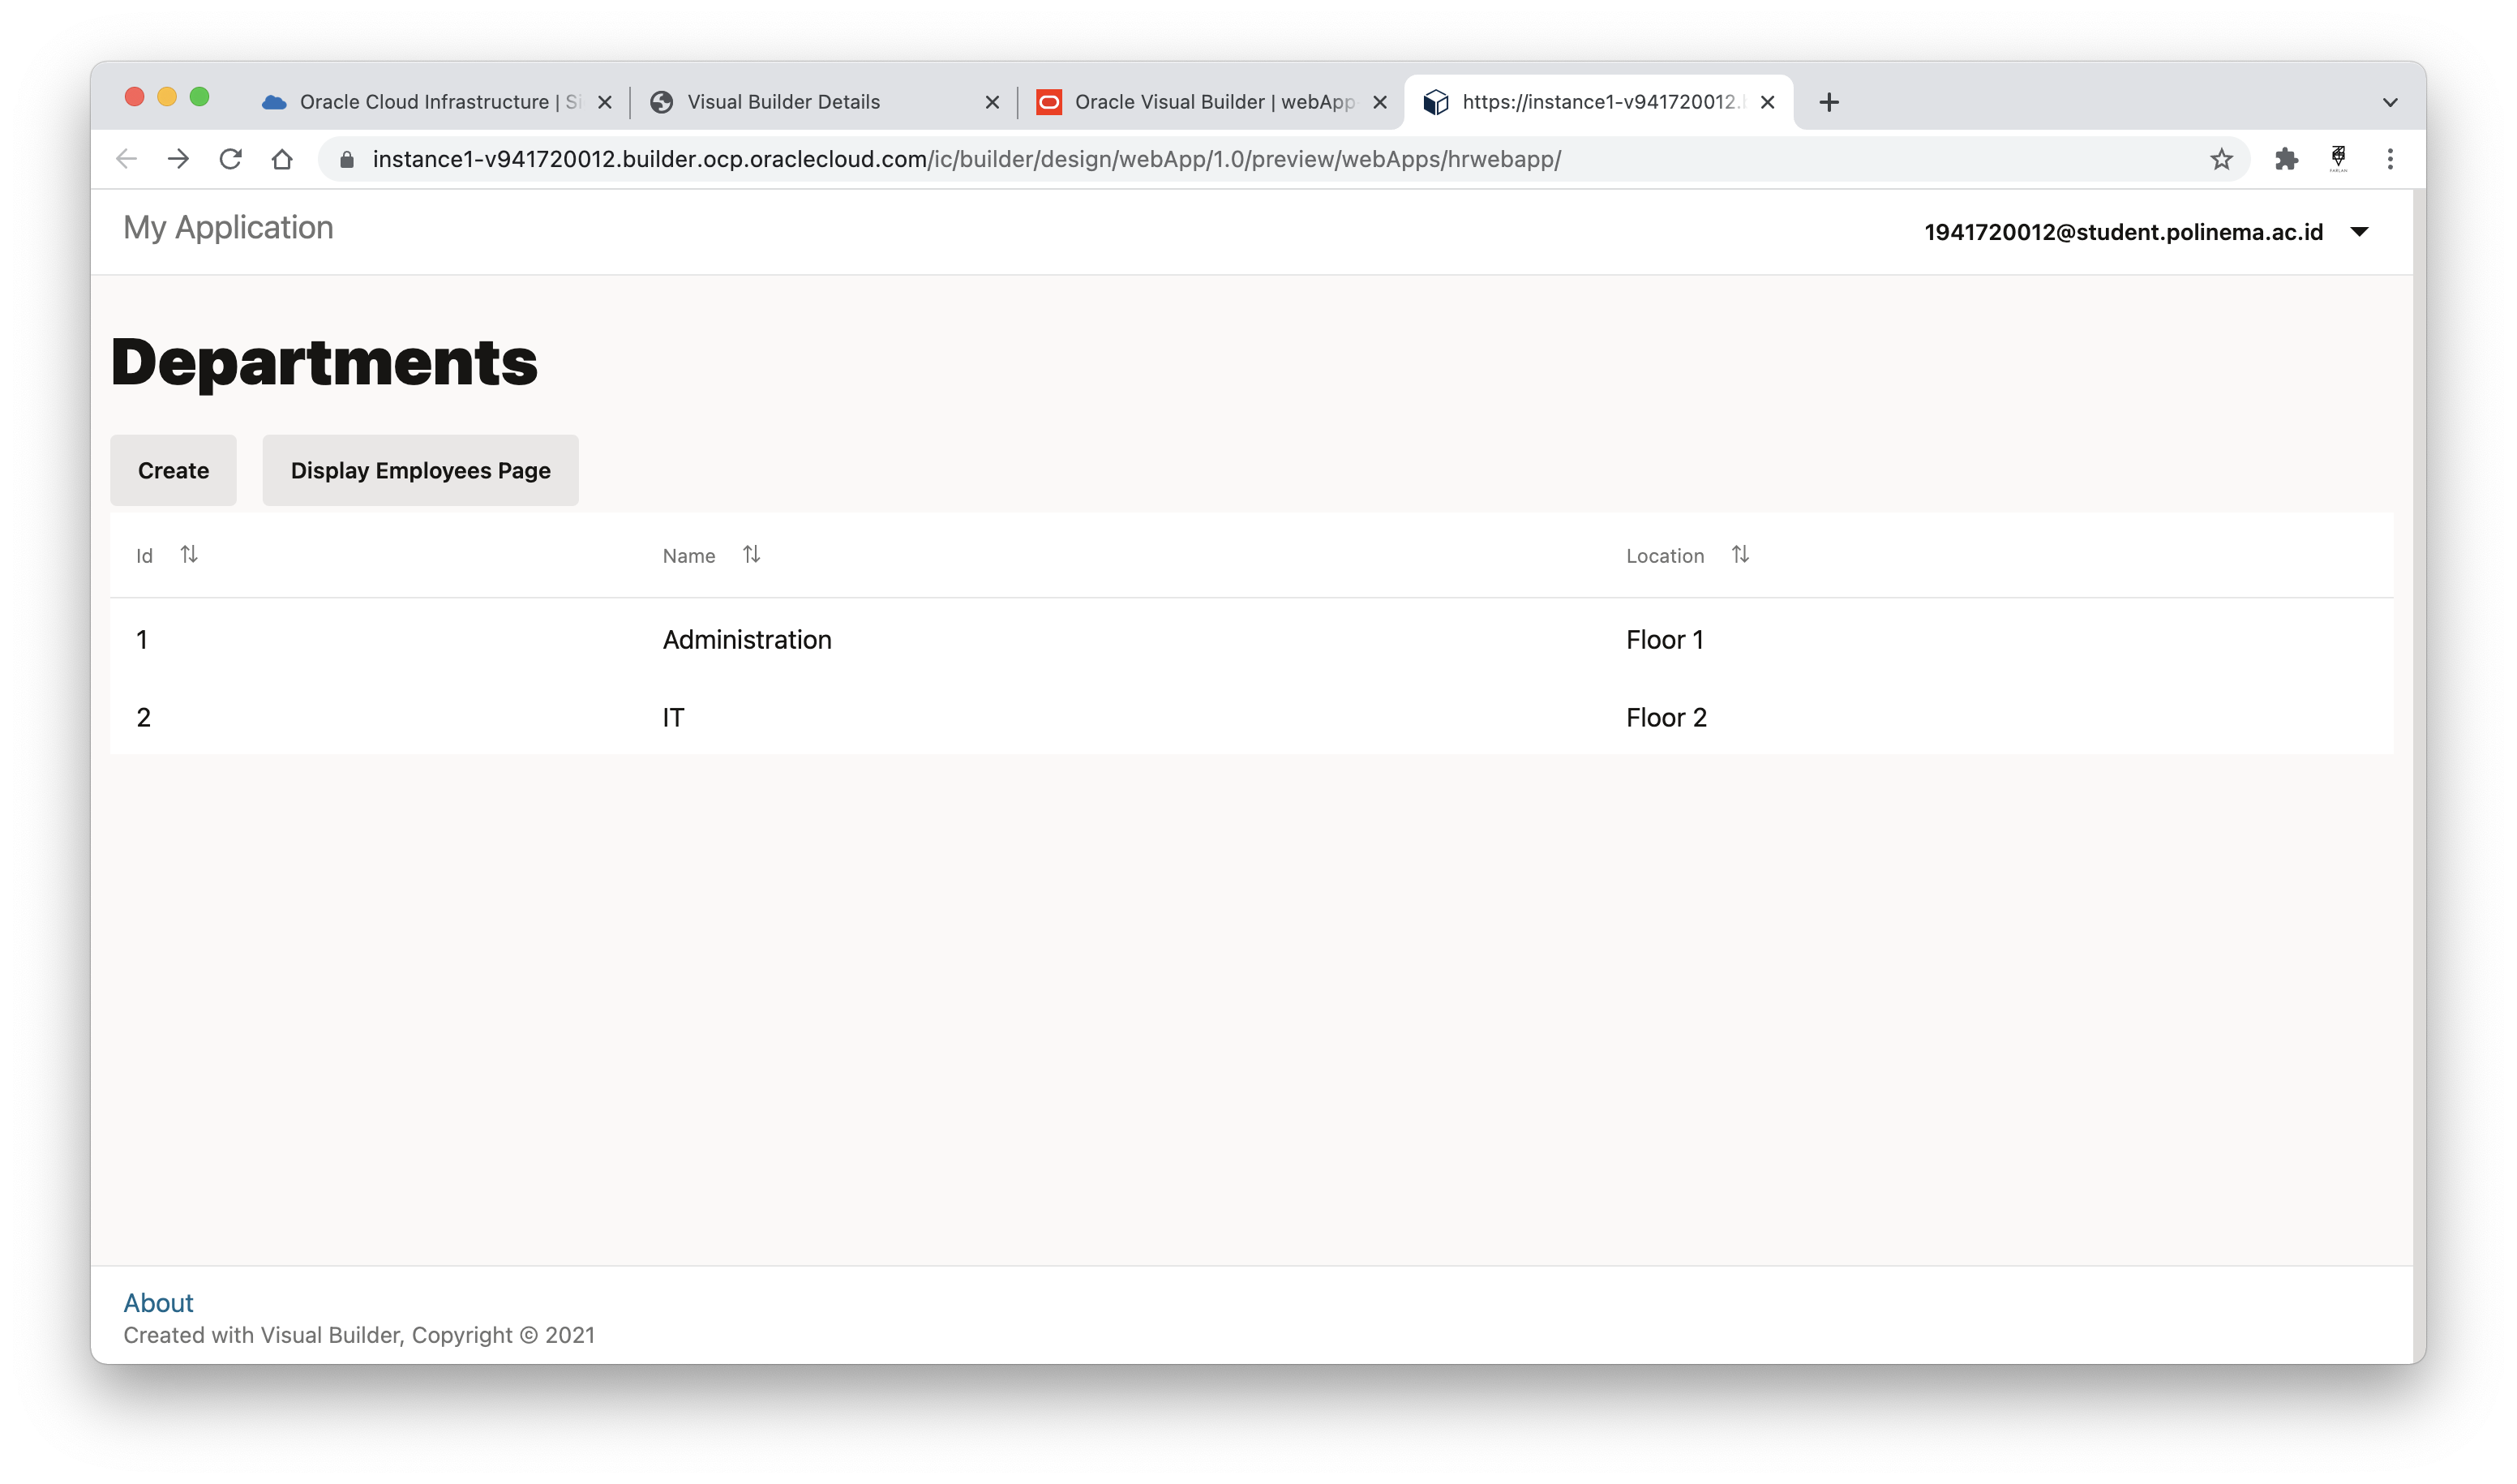 Oracle Cloud Infrastructure | Si
Visual Builder Details
Oracle Visual Builder | webApp
https://instance1-v941720012.
instance1-v941720012.builder.ocp.oraclecloud.com/ic/builder/design/webApp/1.0/preview/webApps/hrwebapp/
My Application
1941720012@student.polinema.ac.id
Departments
Create
Display Employees Page
Id
Name
Location
1
Administration
Floor 1
2
IT
Floor 2
About
Created with Visual Builder, Copyright © 2021